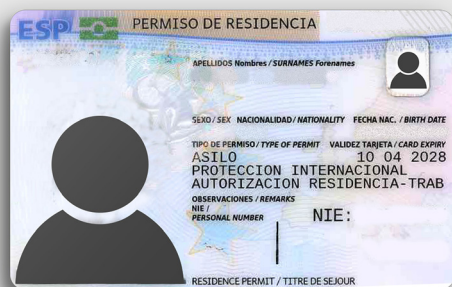 ESP PERMISO DE RESIDENCIA
APELLIDOS Nombres / SURNAMES Forenames
SEXO / SEX NACIONALIDAD / NATIONALITY FECHA NAC. / BIRTH DATE
TIPO DE PERMISO / TYPE OF PERMIT VALIDEZ TARJETA / CARD EXPIRY
ASILO 10 04 2028
PROTECCION INTERNACIONAL
AUTORIZACION RESIDENCIA-TRAB
OBSERVACIONES / REMARKS
NIE /
PERSONAL NUMBER NIE:
RESIDENCE PERMIT / TITRE DE SEJOUR